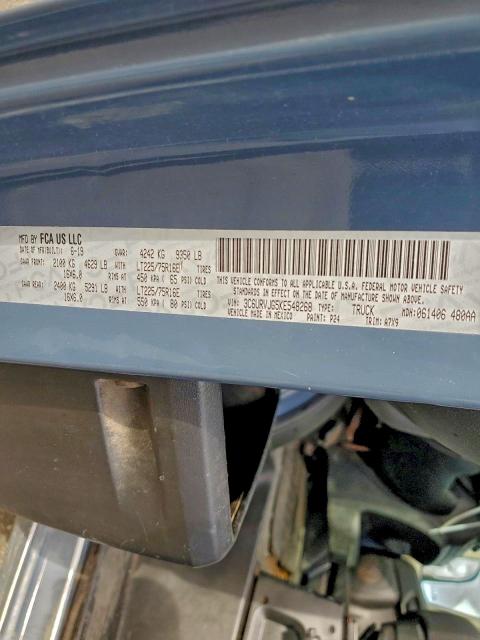 MFD BY FCA US LLC
DATE OF MFR(BUILT): 6-19 GVWR: 4242 KG 9350 LB
GAWR FRONT: 2100 KG 4629 LB WITH LT225/75R16E TIRES
16X6.0 RIMS AT 450 KPA ( 65 PSI) COLD
GAWR REAR: 2400 KG 5291 LB WITH LT225/75R16E TIRES
16X6.0 RIMS AT 550 KPA ( 80 PSI) COLD
THIS VEHICLE CONFORMS TO ALL APPLICABLE U.S.A. FEDERAL MOTOR VEHICLE SAFETY
STANDARDS IN EFFECT ON THE DATE OF MANUFACTURE SHOWN ABOVE.
VIN: 3C6URVJG5KE548268 TYPE: TRUCK MDH: 061406 480AA
VEHICLE MADE IN MEXICO PAINT: P24 TRIM: A7V9